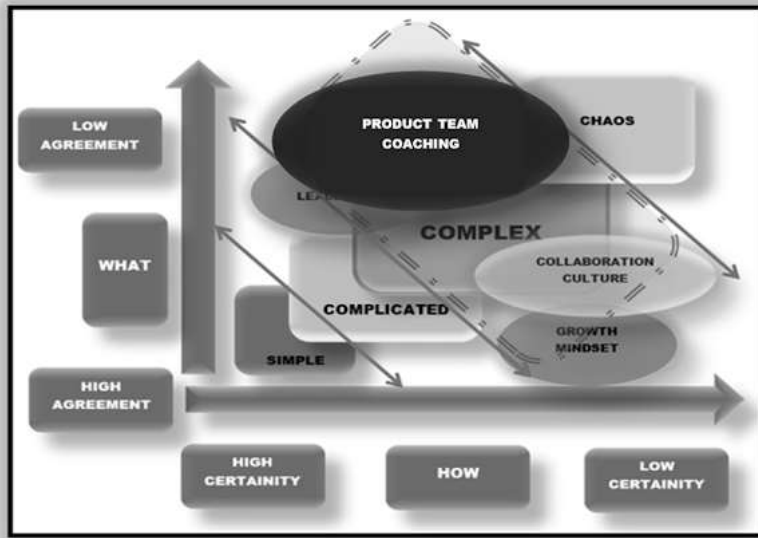 PRODUCT TEAM
COACHING
CHAOS
LOW
AGREEMENT
COMPLEX
WHAT
COLLABORATION
CULTURE
COMPLICATED
GROWTH
MINDSET
SIMPLE
HIGH
AGREEMENT
HIGH
CERTAINITY
HOW
LOW
CERTAINITY